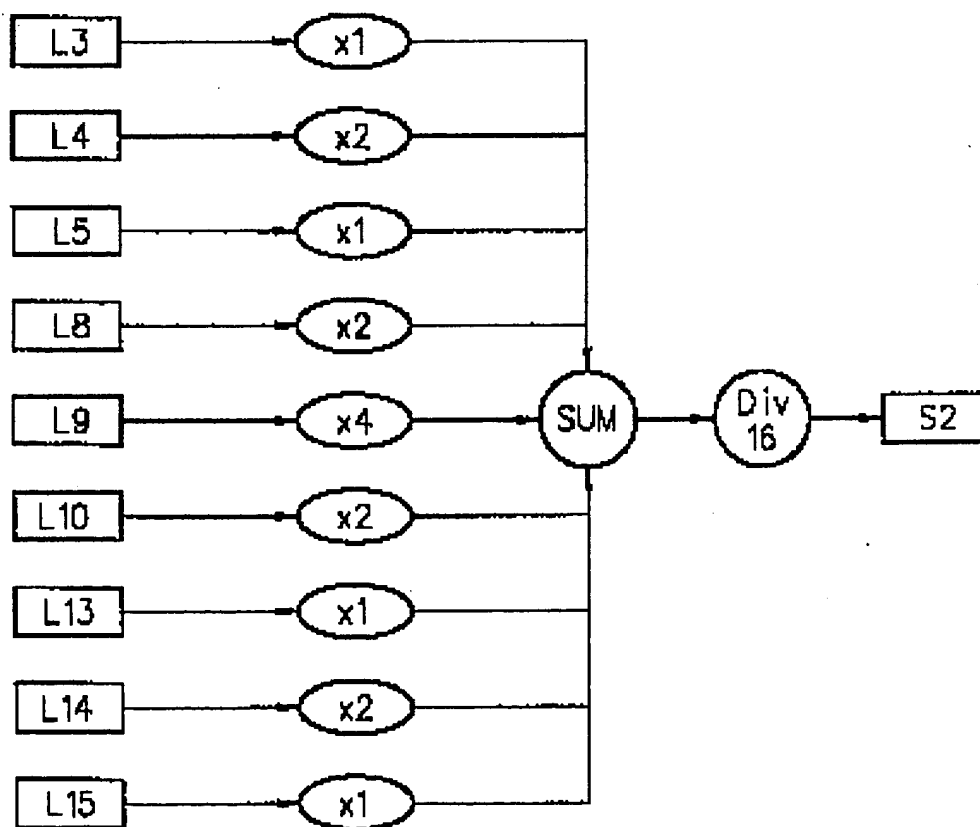 L3 x1
L4 x2
L5 x1
L8 x2
L9 x4 SUM Div 16 S2
L10 x2
L13 x1
L14 x2
L15 x1